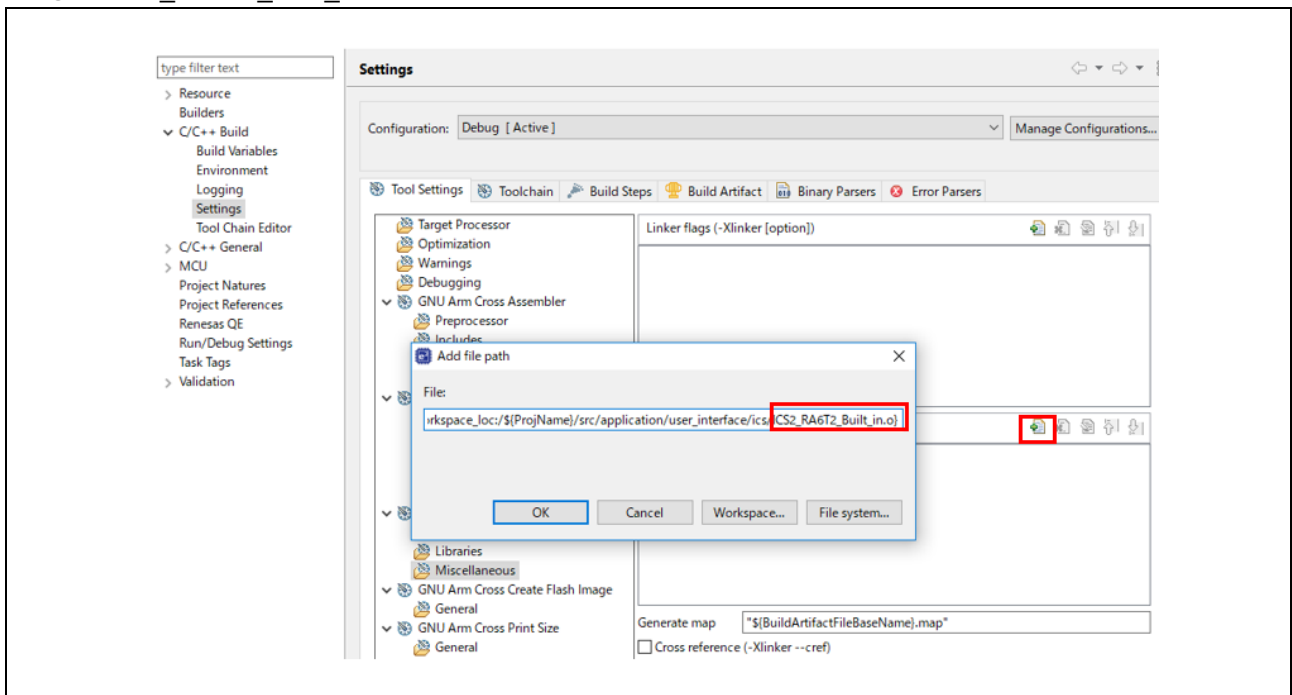 type filter text
Resource
Builders
C/C++ Build
Build Variables
Environment
Logging
Settings
Tool Chain Editor
C/C++ General
MCU
Project Natures
Project References
Renesas QE
Run/Debug Settings
Task Tags
Validation
Settings
Configuration: Debug [ Active ]
Manage Configurations...
Tool Settings Toolchain Build Steps Build Artifact Binary Parsers Error Parsers
Target Processor
Optimization
Warnings
Debugging
GNU Arm Cross Assembler
Preprocessor
Includes
Linker flags (-Xlinker [option])
Add file path
File:
rkspace_loc:/${ProjName}/src/application/user_interface/ics/ICS2_RA6T2_Built_in.o}
OK Cancel Workspace... File system...
Libraries
Miscellaneous
GNU Arm Cross Create Flash Image
General
GNU Arm Cross Print Size
General
Generate map "${BuildArtifactFileBaseName}.map"
Cross reference (-Xlinker --cref)